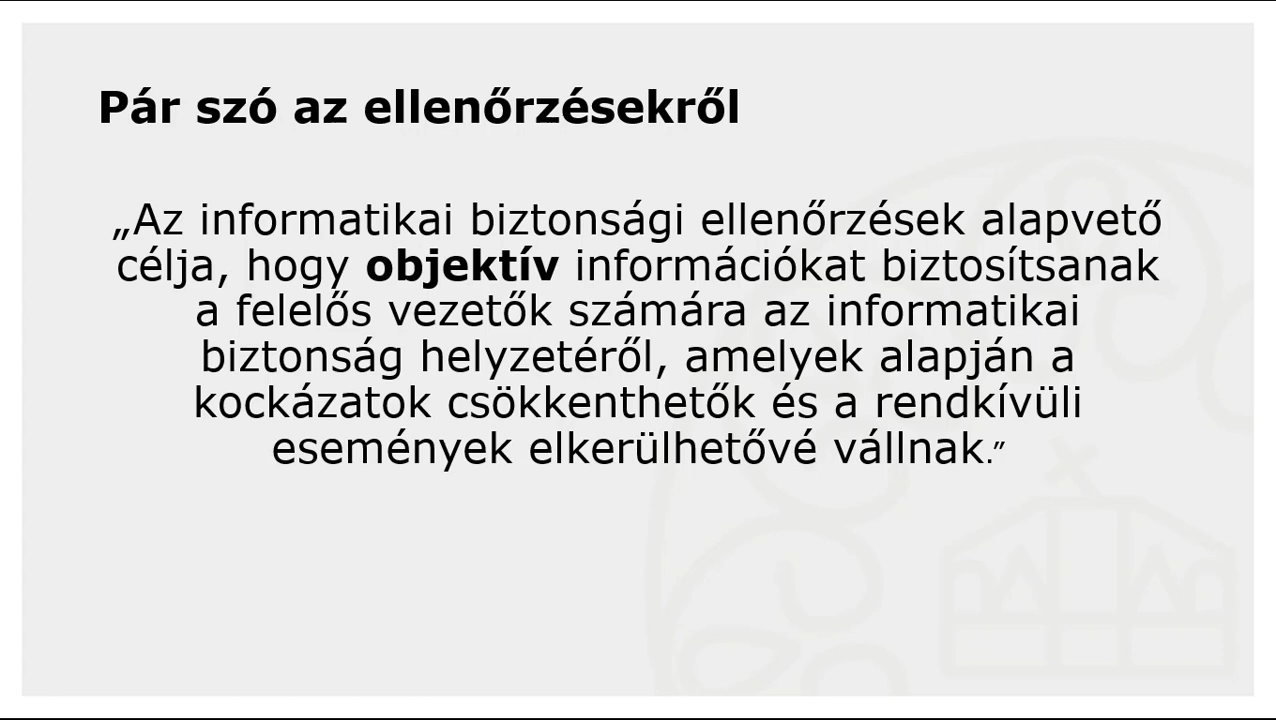 Pár szó az ellenőrzésekről
„Az informatikai biztonsági ellenőrzések alapvető
célja, hogy objektív információkat biztosítsanak
a felelős vezetők számára az informatikai
biztonság helyzetéről, amelyek alapján a
kockázatok csökkenthetők és a rendkívüli
események elkerülhetővé vállnak.”